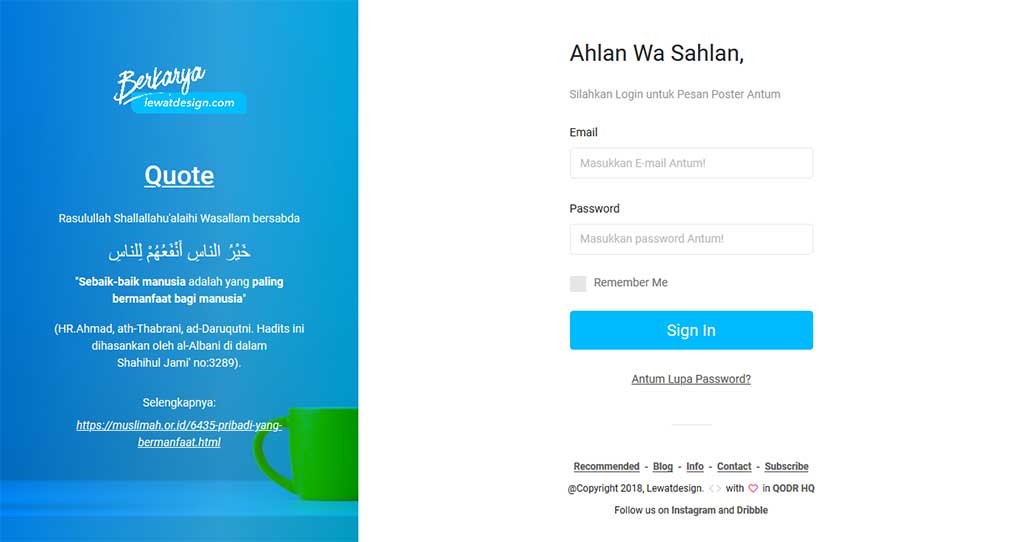 Berkarya
lewatdesign.com
Quote
Rasulullah Shallallahu'alaihi Wasallam bersabda
خَيْرُ الناسِ أَنْفَعُهُمْ لِلناسِ
"Sebaik-baik manusia adalah yang paling
bermanfaat bagi manusia"
(HR.Ahmad, ath-Thabrani, ad-Daruqutni. Hadits ini
dihasankan oleh al-Albani di dalam
Shahihul Jami' no:3289).
Selengkapnya:
https://muslimah.or.id/6435-pribadi-yang-
bermanfaat.html
Ahlan Wa Sahlan,
Silahkan Login untuk Pesan Poster Antum
Email
Masukkan E-mail Antum!
Password
Masukkan password Antum!
Remember Me
Sign In
Antum Lupa Password?
Recommended - Blog - Info - Contact - Subscribe
@Copyright 2018, Lewatdesign. <> with ♡ in QODR HQ
Follow us on Instagram and Dribble